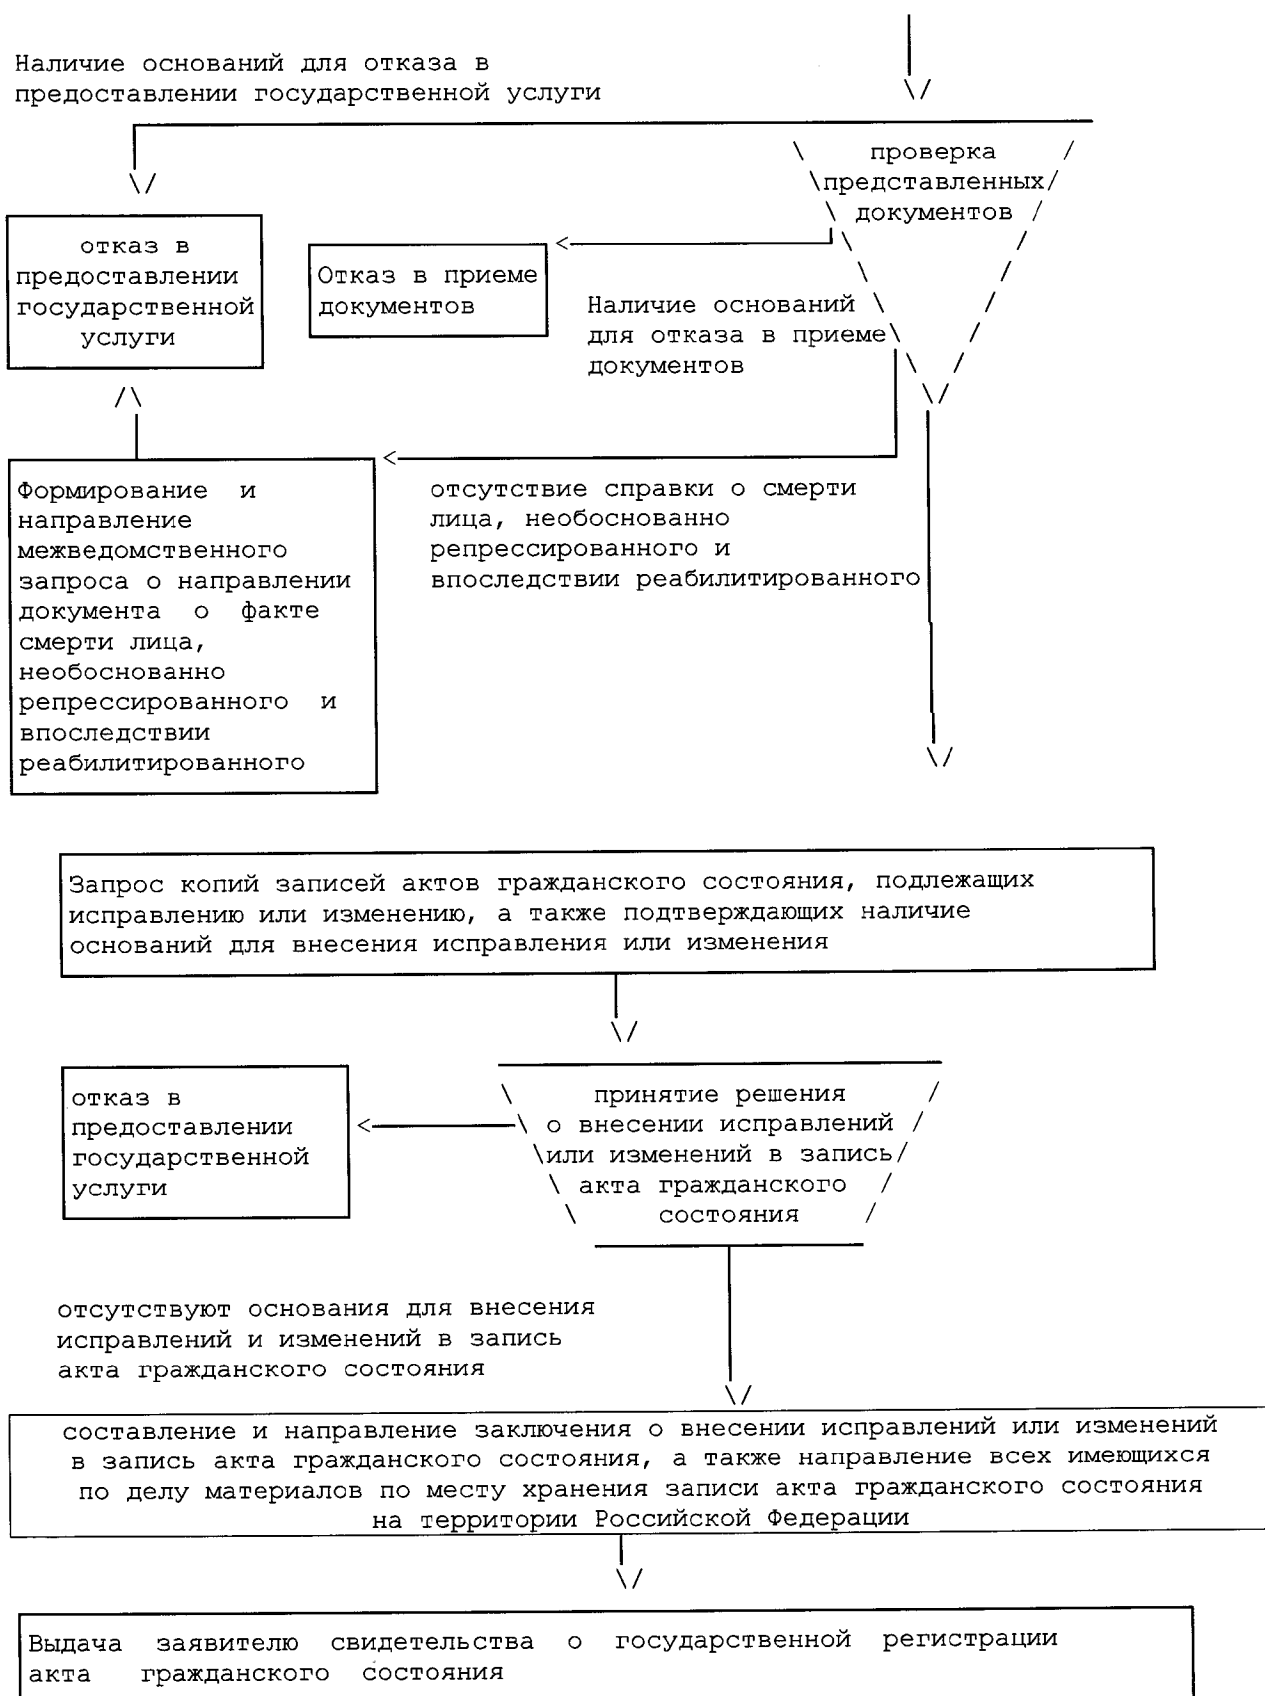 Наличие оснований для отказа в
предоставлении государственной услуги
проверка
представленных
документов
отказ в
предоставлении
государственной
услуги
Отказ в приеме
документов
Наличие оснований
для отказа в приеме
документов
Формирование и
направление
межведомственного
запроса о направлении
документа о факте
смерти лица,
необоснованно
репрессированного и
впоследствии
реабилитированного
отсутствие справки о смерти
лица, необоснованно
репрессированного и
впоследствии реабилитированного
Запрос копий записей актов гражданского состояния, подлежащих
исправлению или изменению, а также подтверждающих наличие
оснований для внесения исправления или изменения
отказ в
предоставлении
государственной
услуги
принятие решения
о внесении исправлений
или изменений в запись
акта гражданского
состояния
отсутствуют основания для внесения
исправлений и изменений в запись
акта гражданского состояния
составление и направление заключения о внесении исправлений или изменений
в запись акта гражданского состояния, а также направление всех имеющихся
по делу материалов по месту хранения записи акта гражданского состояния
на территории Российской Федерации
Выдача заявителю свидетельства о государственной регистрации
акта гражданского состояния